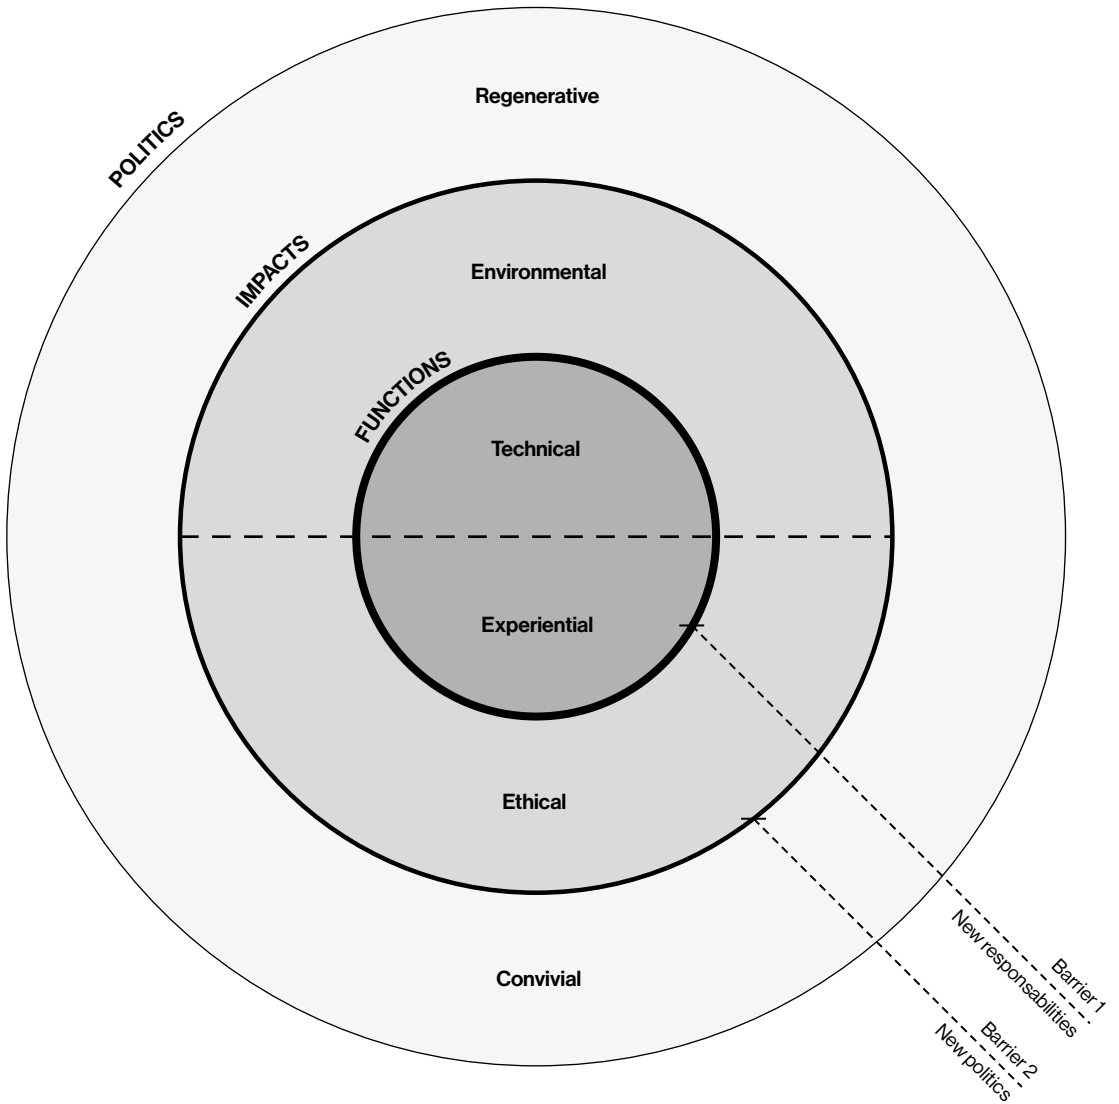 Regenerative
POLITICS
IMPACTS
Environmental
FUNCTIONS
Technical
Experiential
Ethical
Convivial
Barrier 1
New responsabilities
Barrier 2
New politics